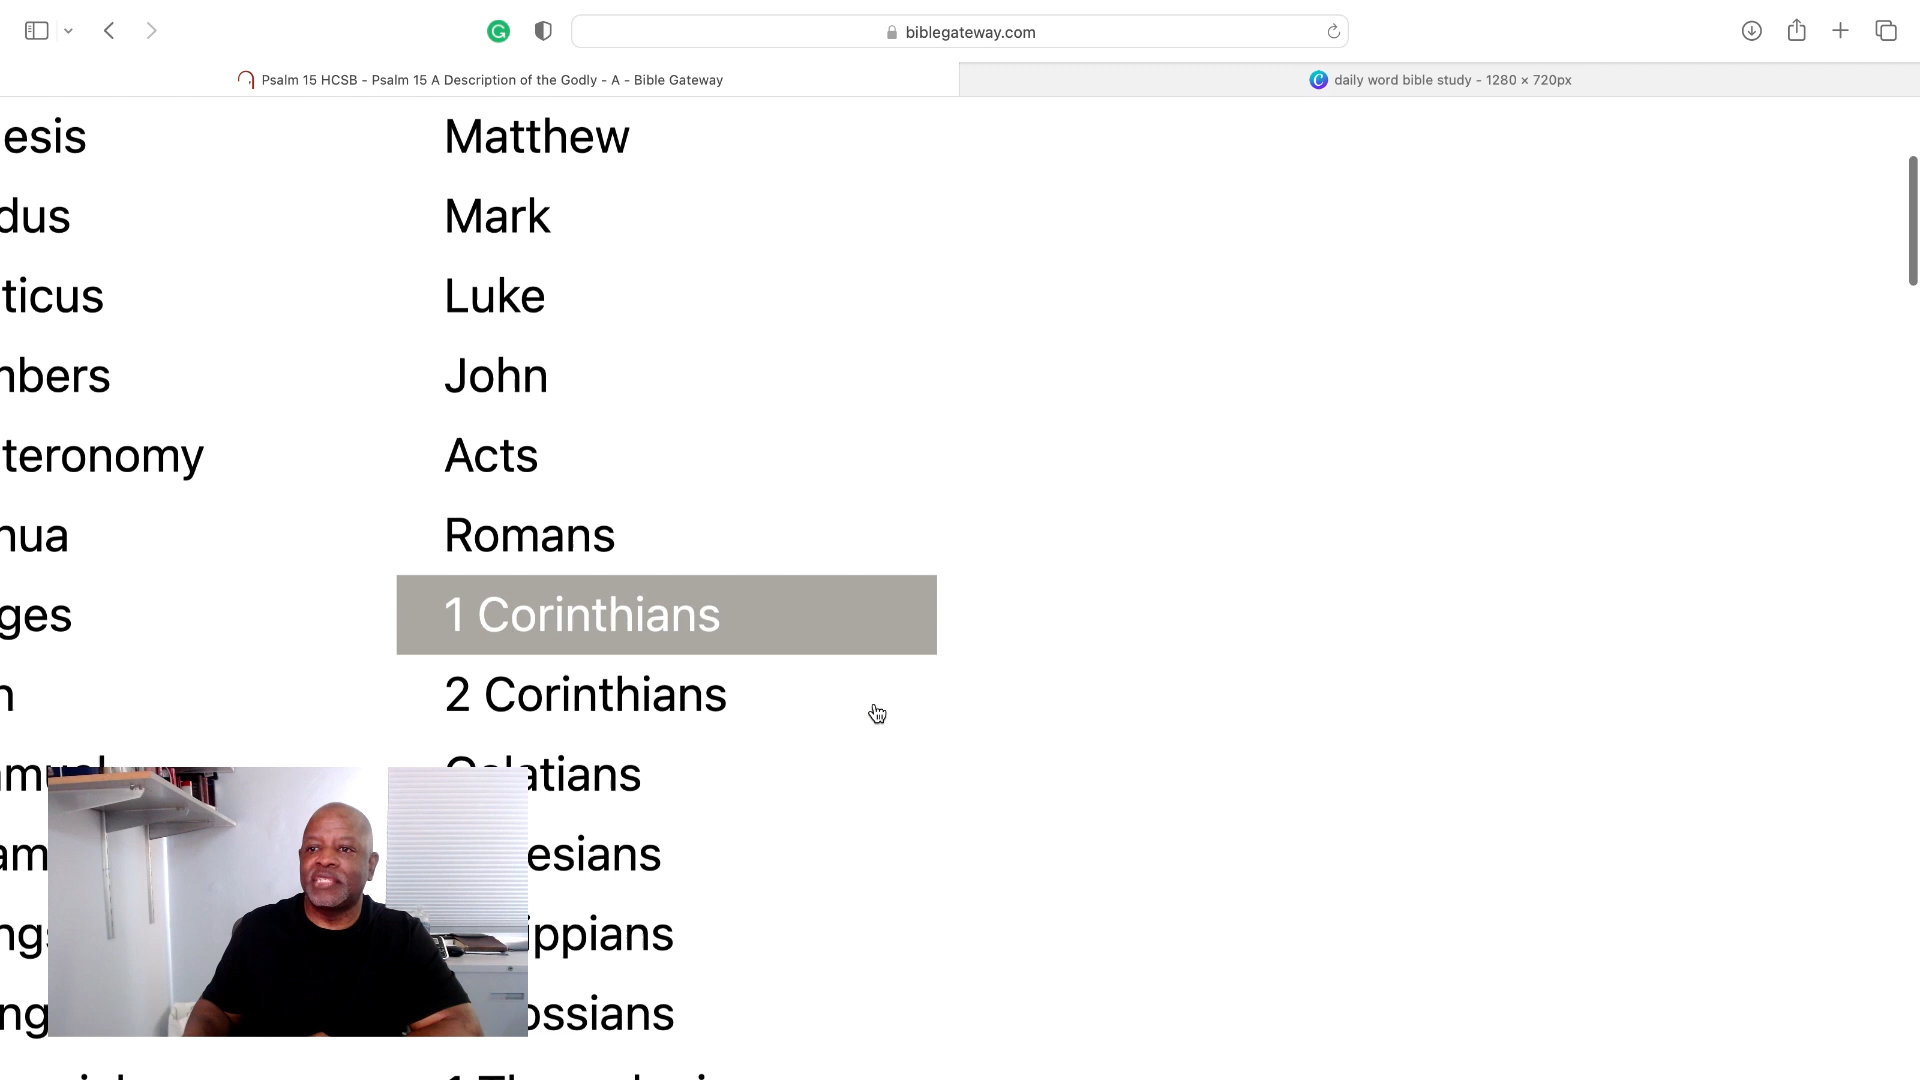 biblegateway.com
Psalm 15 HCSB - Psalm 15 A Description of the Godly - A - Bible Gateway
daily word bible study - 1280 × 720px
esis Matthew
dus Mark
ticus Luke
nbers John
teronomy Acts
nua Romans
ges 1 Corinthians
2 Corinthians
Galatians
esians
ippians
ossians